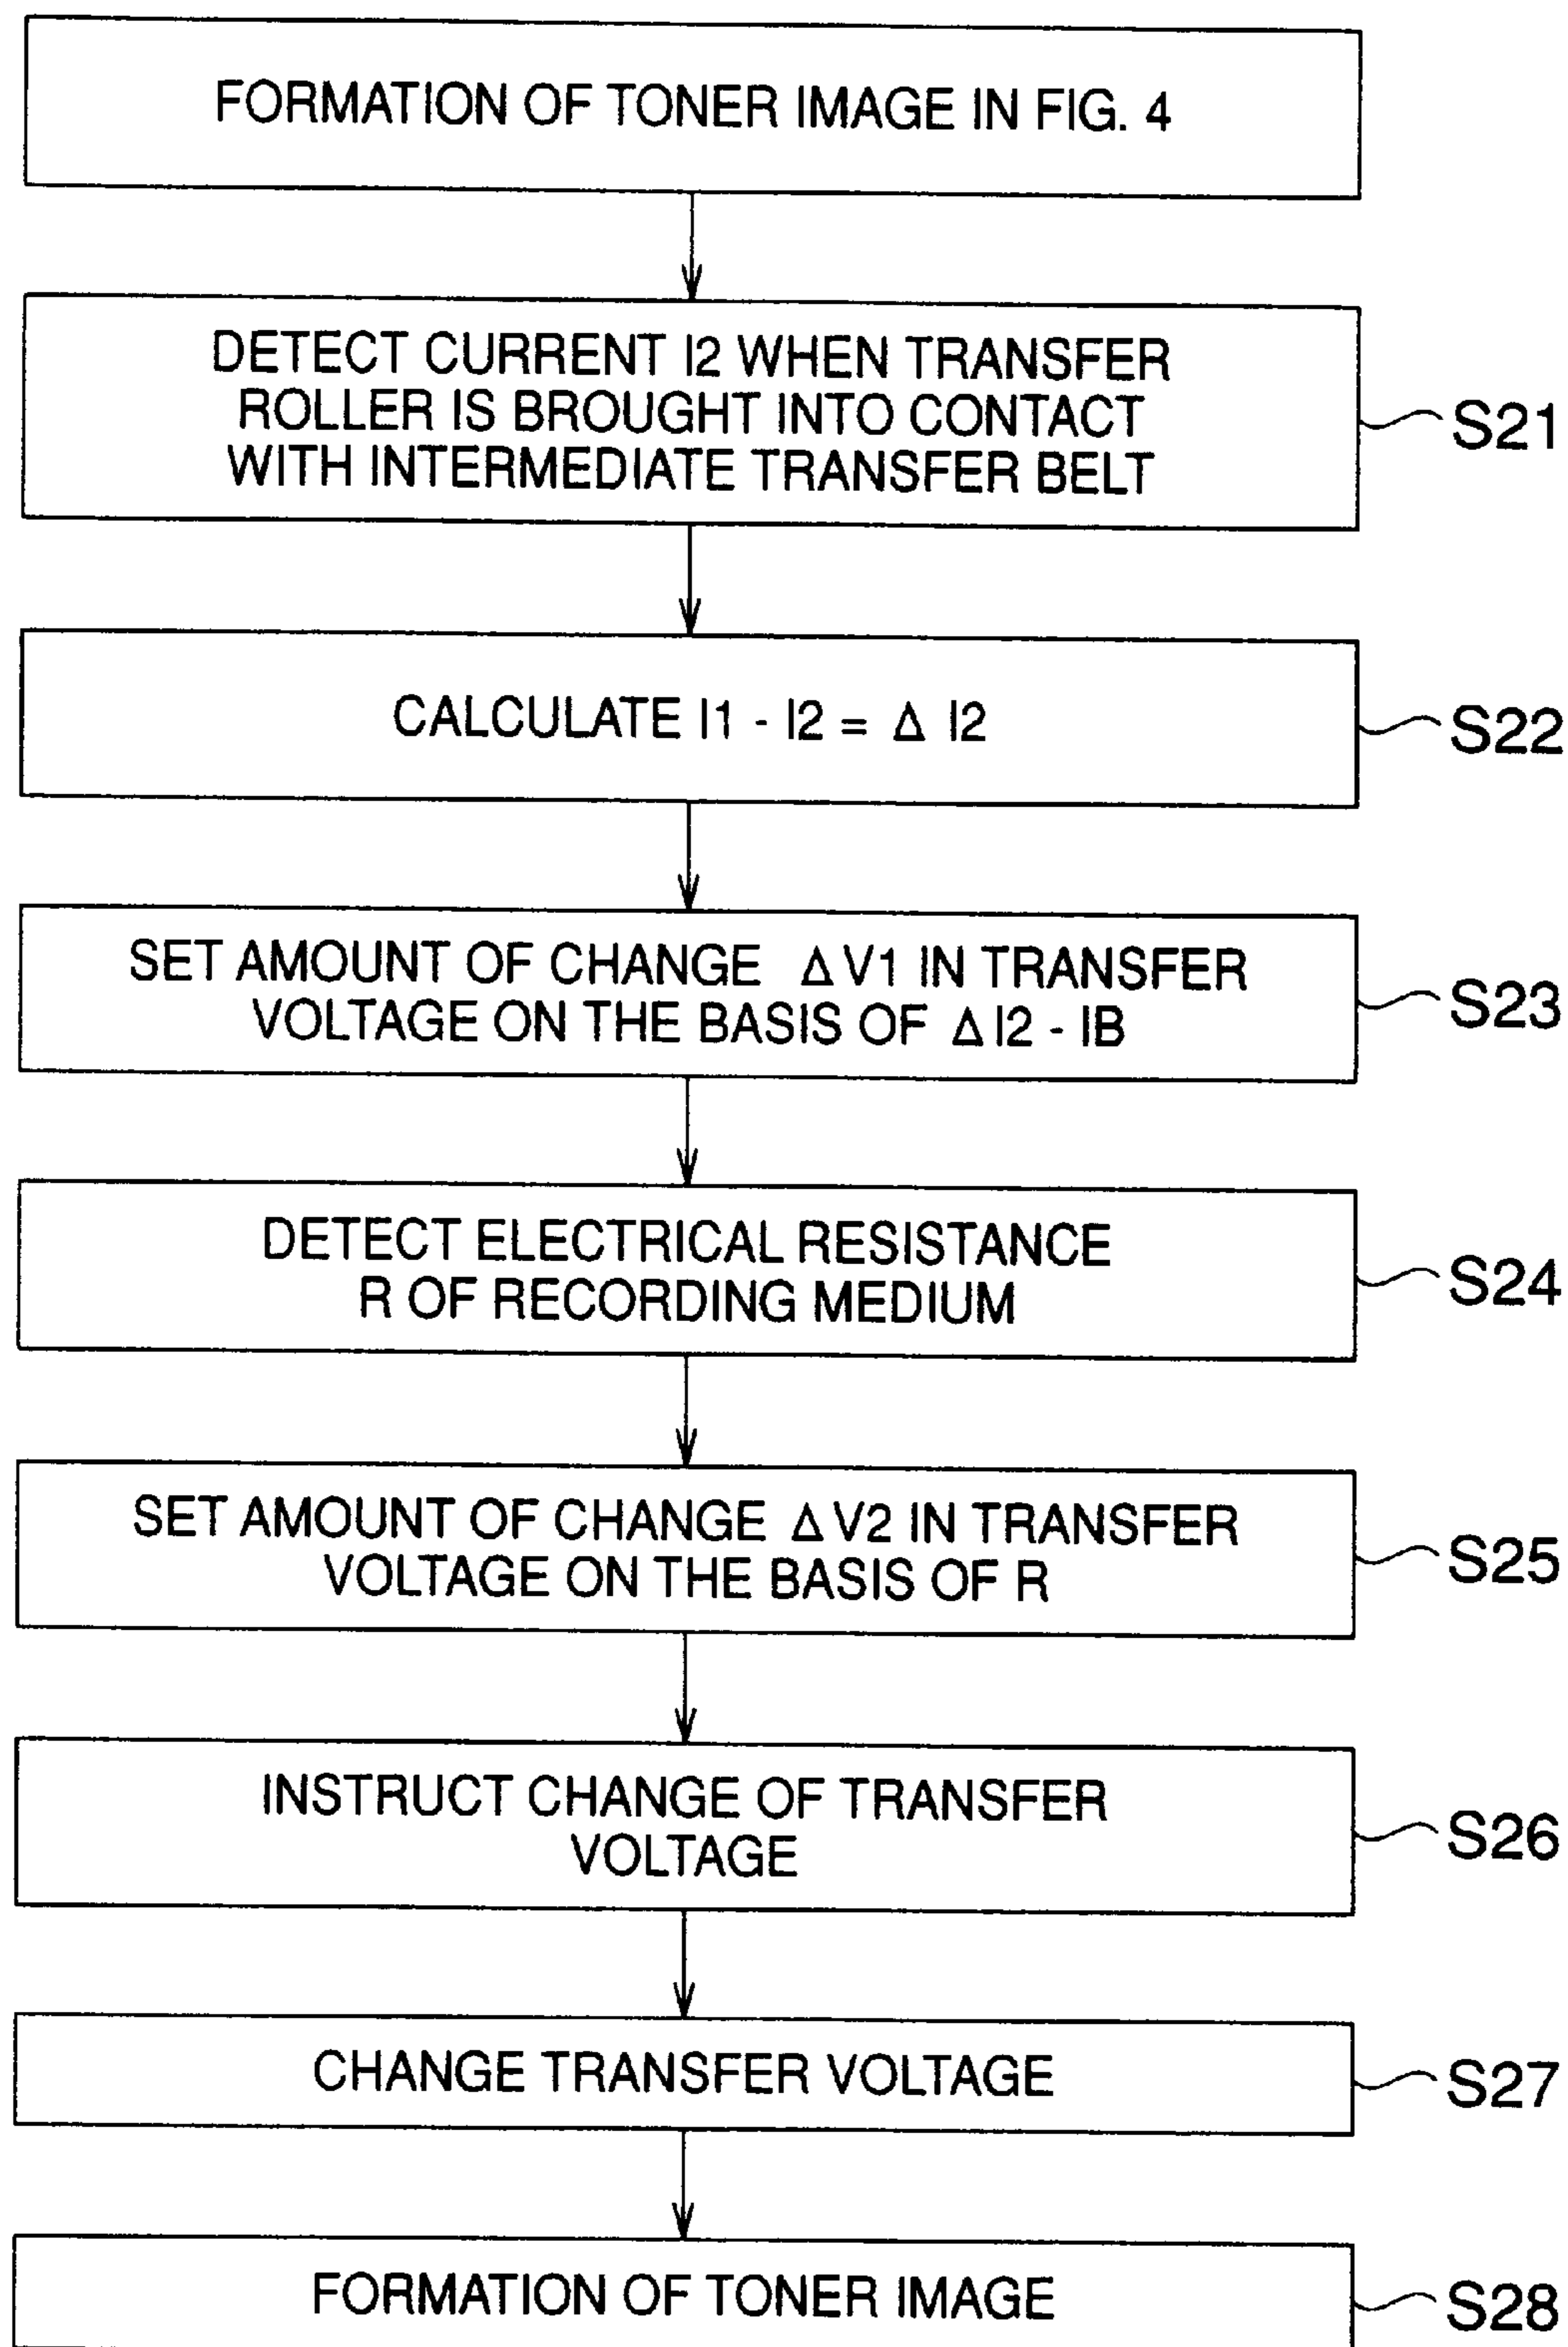 FORMATION OF TONER IMAGE IN FIG. 4
DETECT CURRENT I2 WHEN TRANSFER
ROLLER IS BROUGHT INTO CONTACT
WITH INTERMEDIATE TRANSFER BELT
S21
CALCULATE I1 - I2 = Δ I2
S22
SET AMOUNT OF CHANGE ΔV1 IN TRANSFER
VOLTAGE ON THE BASIS OF ΔI2 - IB
S23
DETECT ELECTRICAL RESISTANCE
R OF RECORDING MEDIUM
S24
SET AMOUNT OF CHANGE ΔV2 IN TRANSFER
VOLTAGE ON THE BASIS OF R
S25
INSTRUCT CHANGE OF TRANSFER
VOLTAGE
S26
CHANGE TRANSFER VOLTAGE
S27
FORMATION OF TONER IMAGE
S28